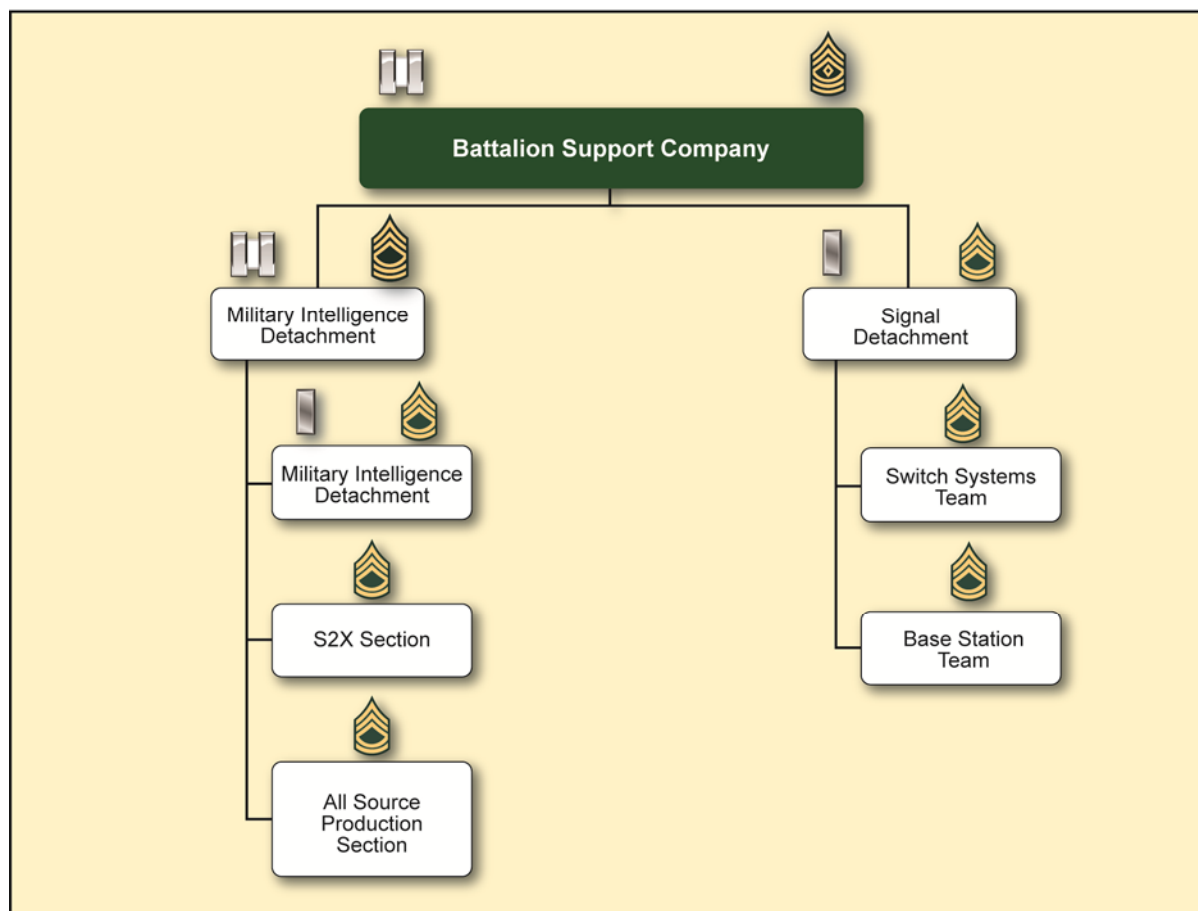 Battalion Support Company
Military Intelligence
Detachment
Signal
Detachment
Military Intelligence
Detachment
Switch Systems
Team
S2X Section
Base Station
Team
All Source
Production
Section